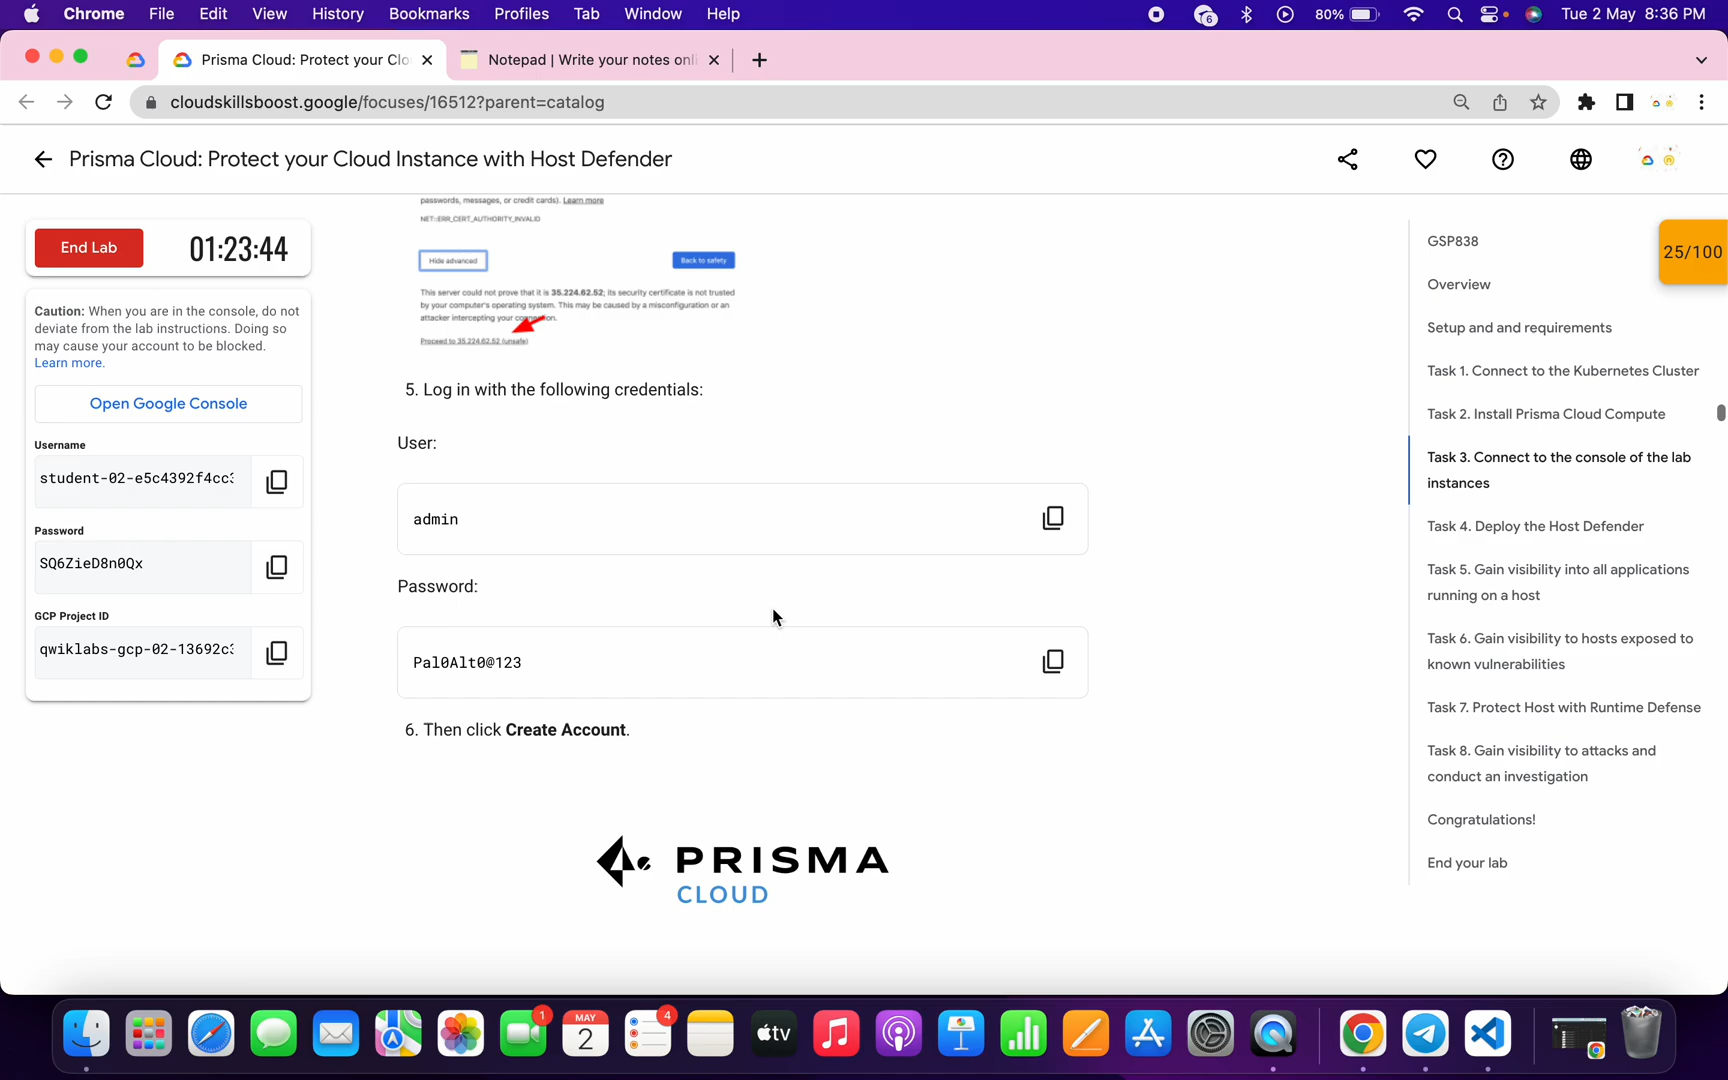 Chrome File Edit View History Bookmarks Profiles Tab Window Help 6 80% Tue 2 May 8:36 PM
Prisma Cloud: Protect your Clo Notepad | Write your notes onli
cloudskillsboost.google/focuses/16512?parent=catalog
Prisma Cloud: Protect your Cloud Instance with Host Defender
End Lab 01:23:44
Caution: When you are in the console, do not
deviate from the lab instructions. Doing so
may cause your account to be blocked.
Learn more.
Open Google Console
Username
student-02-e5c4392f4cc3
Password
SQ6ZieD8n0Qx
GCP Project ID
qwiklabs-gcp-02-13692c3
passwords, messages, or credit cards). Learn more
NET::ERR_CERT_AUTHORITY_INVALID
Hide advanced Back to safety
This server could not prove that it is 35.224.62.52; its security certificate is not trusted
by your computer's operating system. This may be caused by a misconfiguration or an
attacker intercepting your connection.
Proceed to 35.224.62.52 (unsafe)
5. Log in with the following credentials:
User:
admin
Password:
Pal0Alt0@123
6. Then click Create Account.
PRISMA
CLOUD
GSP838
25/100
Overview
Setup and and requirements
Task 1. Connect to the Kubernetes Cluster
Task 2. Install Prisma Cloud Compute
Task 3. Connect to the console of the lab
instances
Task 4. Deploy the Host Defender
Task 5. Gain visibility into all applications
running on a host
Task 6. Gain visibility to hosts exposed to
known vulnerabilities
Task 7. Protect Host with Runtime Defense
Task 8. Gain visibility to attacks and
conduct an investigation
Congratulations!
End your lab
1 MAY 2 4 tv